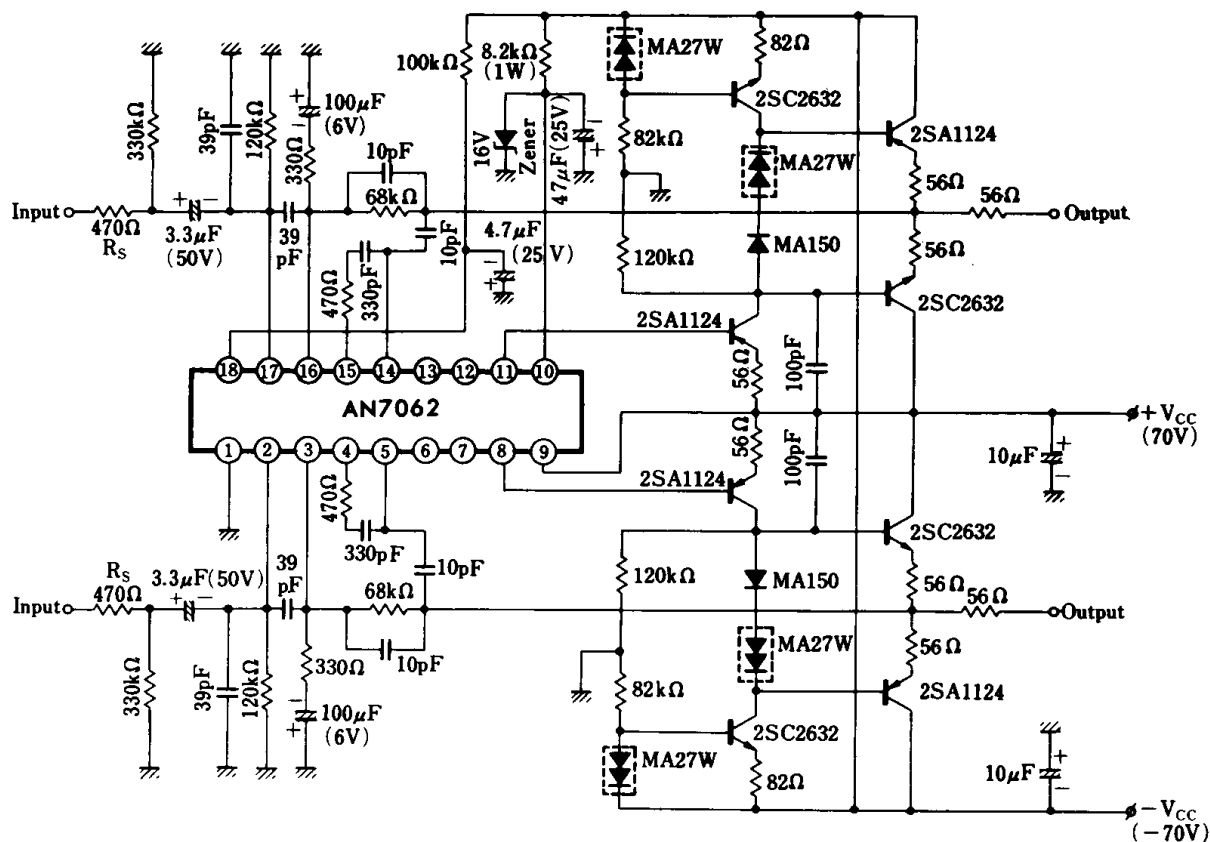 MA27W
82Ω
100kΩ
8.2kΩ
(1W)
2SC2632
330kΩ
39pF
120kΩ
+
100μF
−
(6V)
330Ω
10pF
68kΩ
16V
Zener
−
+
47μF(25V)
82kΩ
MA27W
2SA1124
56Ω
56Ω
Input
470Ω
RS
+
−
3.3μF
(50V)
39
pF
10pF
4.7μF
(25V)
−
+
Output
56Ω
470Ω
330pF
120kΩ
MA150
2SC2632
2SA1124
56Ω
100pF
18
17
16
15
14
13
12
11
10
AN7062
1
2
3
4
5
6
7
8
9
+VCC
(70V)
56Ω
100pF
10μF
+
−
2SA1124
470Ω
330pF
10pF
2SC2632
RS
470Ω
3.3μF(50V)
+
−
39
pF
68kΩ
120kΩ
MA150
56Ω
56Ω
Input
Output
10pF
330Ω
MA27W
56Ω
330kΩ
39pF
120kΩ
−
+
100μF
(6V)
82kΩ
2SA1124
2SC2632
MA27W
82Ω
10μF
+
−
−VCC
(−70V)